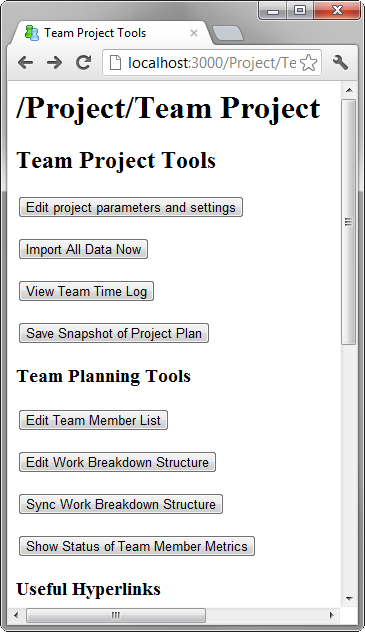 Team Project Tools
localhost:3000/Project/Te
/Project/Team Project
Team Project Tools
Edit project parameters and settings
Import All Data Now
View Team Time Log
Save Snapshot of Project Plan
Team Planning Tools
Edit Team Member List
Edit Work Breakdown Structure
Sync Work Breakdown Structure
Show Status of Team Member Metrics
Useful Hyperlinks